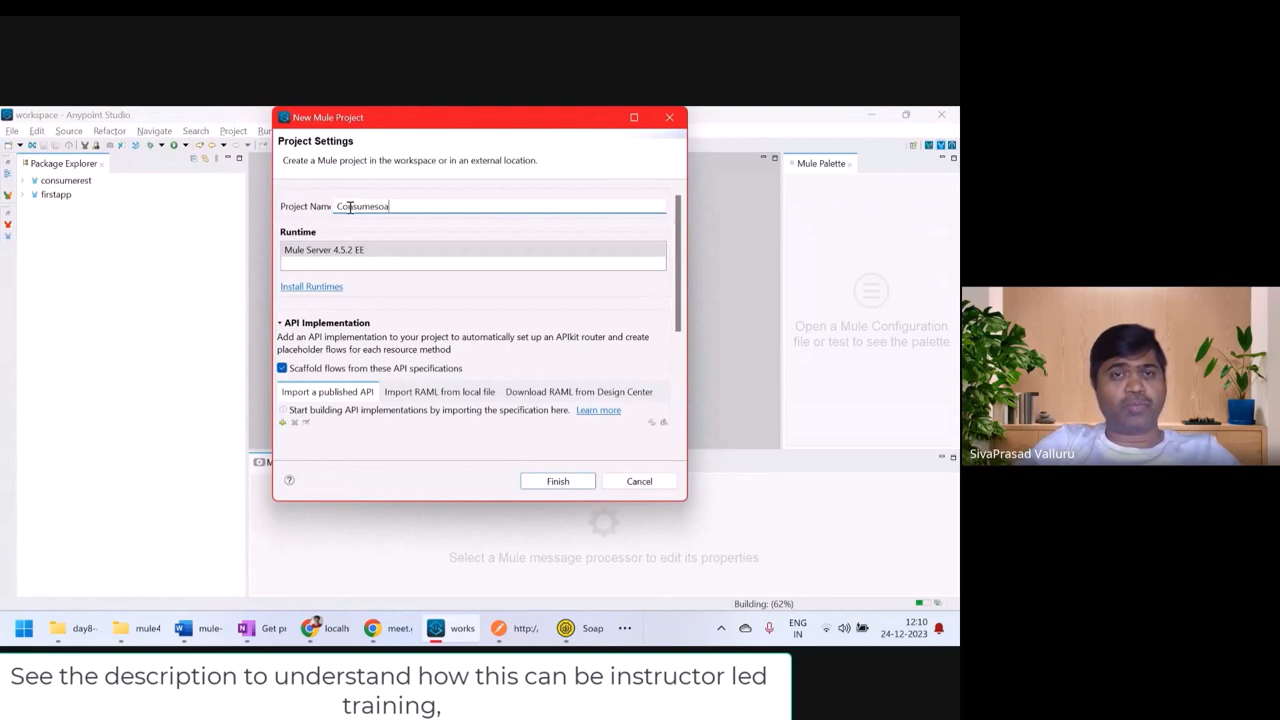 workspace - Anypoint Studio
File Edit Source Refactor Navigate Search Project
Package Explorer
consumerest
firstapp
New Mule Project
Project Settings
Create a Mule project in the workspace or in an external location.
Project Name Consumesoa
Runtime
Mule Server 4.5.2 EE
Install Runtimes
API Implementation
Add an API implementation to your project to automatically set up an APIkit router and create
placeholder flows for each resource method
Scaffold flows from these API specifications
Import a published API Import RAML from local file Download RAML from Design Center
Start building API implementations by importing the specification here. Learn more
Finish Cancel
Mule Palette
Open a Mule Configuration
file or test to see the palette
Select a Mule message processor to edit its properties
Building: (62%)
day8- mule4 mule- Get pr localh meet. works http:/, Soap
ENG
IN
12:10
24-12-2023
SivaPrasad Valluru
See the description to understand how this can be instructor led
training,